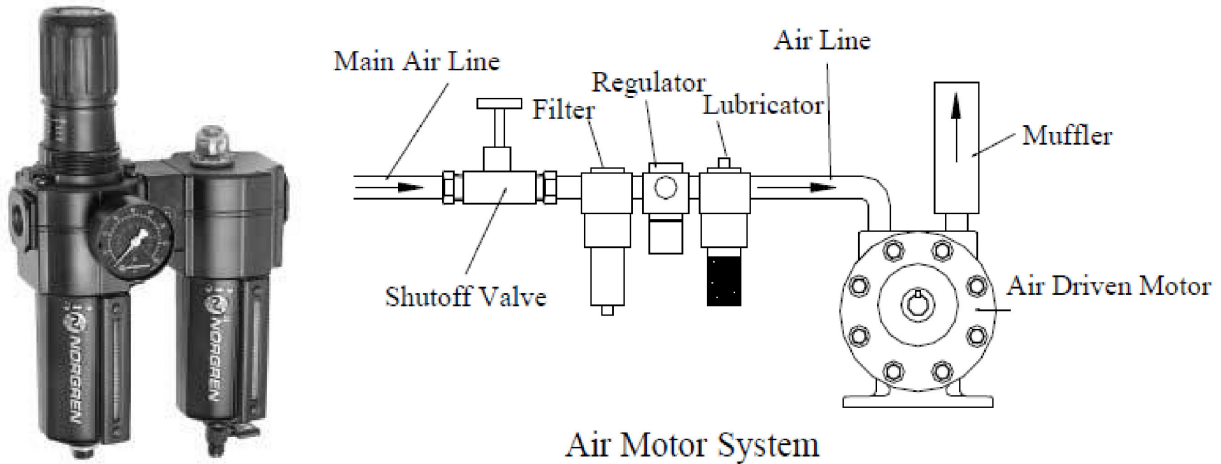 Main Air Line
Air Line
Regulator
Filter
Lubricator
Muffler
Shutoff Valve
Air Driven Motor
NORGREN
NORGREN
Air Motor System